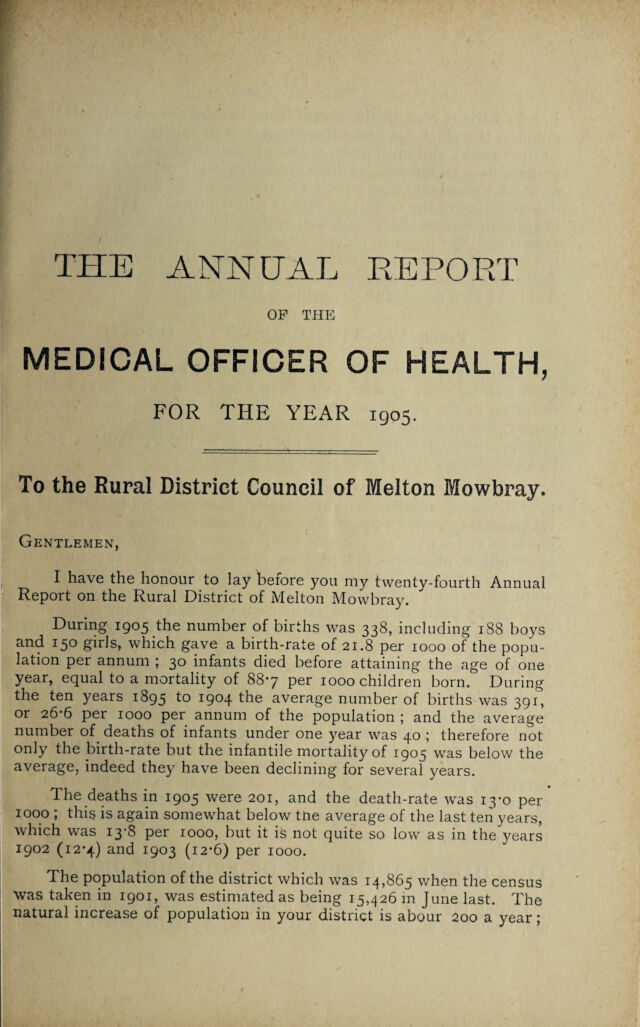 THE ANNUAL REPORT
OF THE
MEDICAL OFFICER OF HEALTH,
FOR THE YEAR 1905.
To the Rural District Council of Melton Mowbray.
GENTLEMEN,
I have the honour to lay before you my twenty-fourth Annual
Report on the Rural District of Melton Mowbray.
During 1905 the number of births was 338, including 188 boys
and 150 girls, which gave a birth-rate of 21.8 per 1000 of the popu-
lation per annum ; 30 infants died before attaining the age of one
year, equal to a mortality of 88·7 per 1000 children born. During
the ten years 1895 to 1904 the average number of births was 391,
or 26·6 per 1000 per annum of the population ; and the average
number of deaths of infants under one year was 40 ; therefore not
only the birth-rate but the infantile mortality of 1905 was below the
average, indeed they have been declining for several years.
The deaths in 1905 were 201, and the death-rate was 13·0 per
1000 ; this is again somewhat below tne average of the last ten years,
which was 13·8 per 1000, but it is not quite so low as in the years
1902 (12·4) and 1903 (12·6) per 1000.
The population of the district which was 14,865 when the census
was taken in 1901, was estimated as being 15,426 in June last. The
natural increase of population in your district is abour 200 a year ;